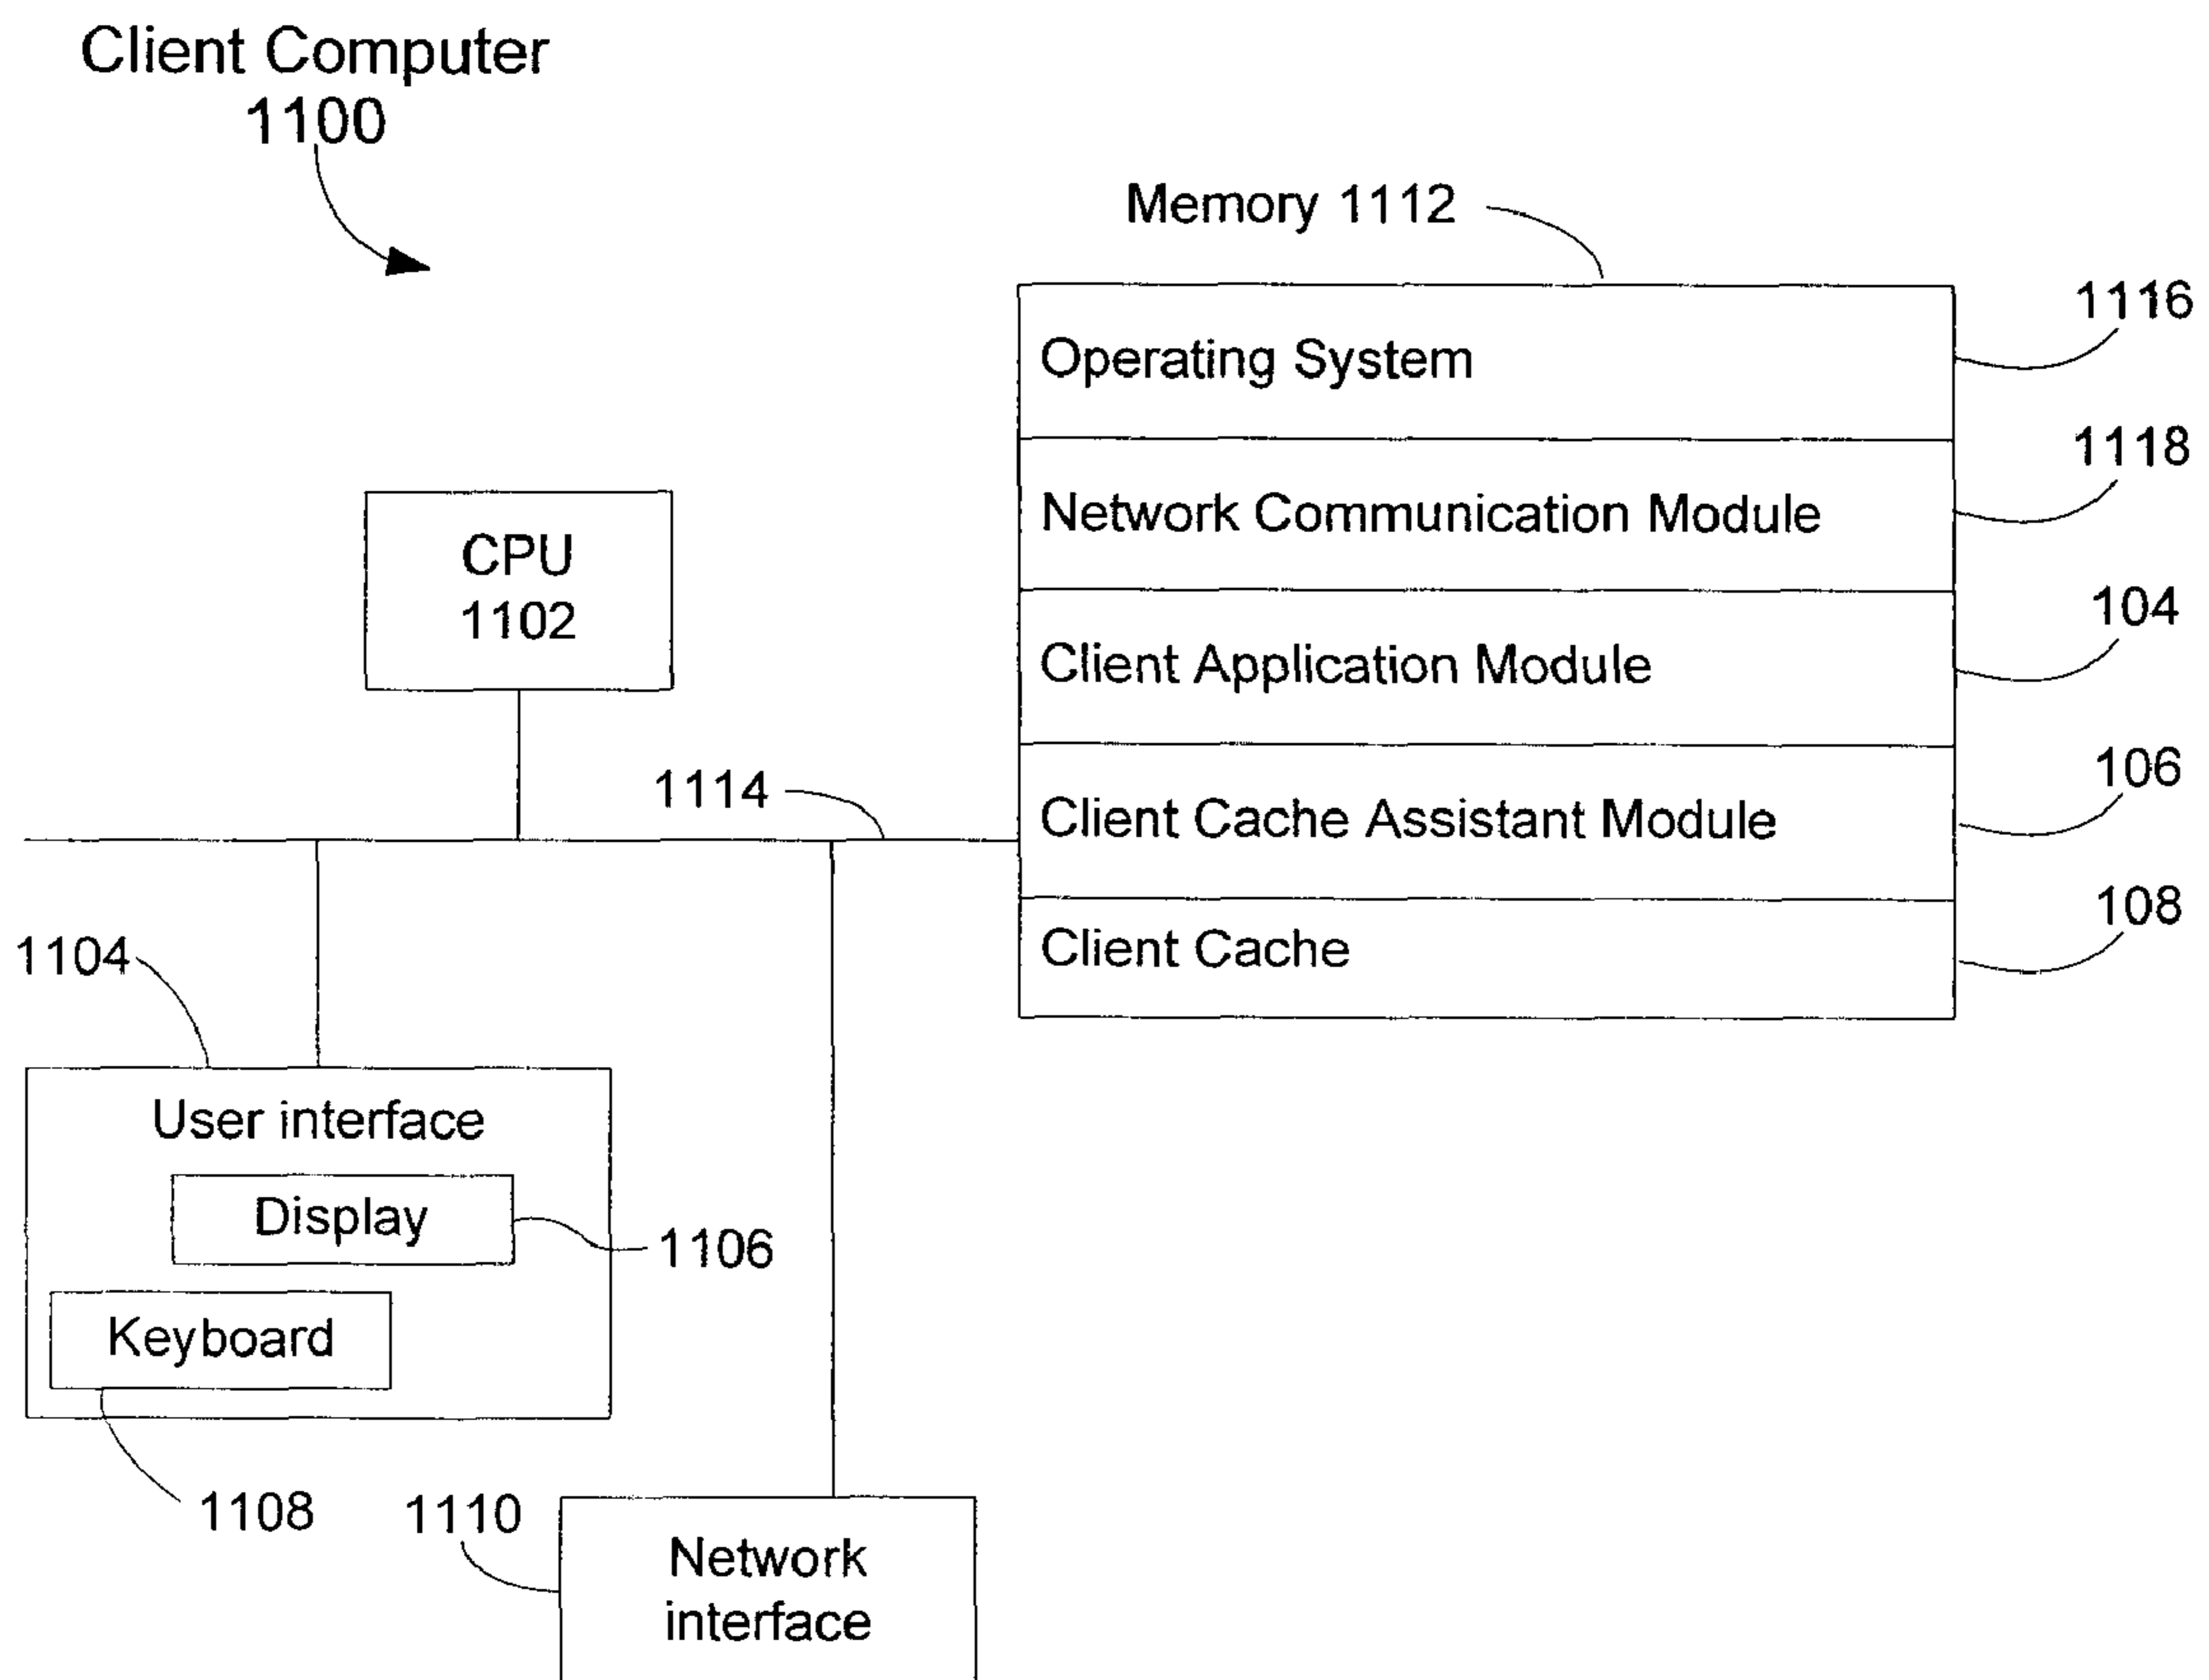 Client Computer
1100
Memory 1112
1116
Operating System
1118
Network Communication Module
CPU
1102
104
Client Application Module
1114
106
Client Cache Assistant Module
108
Client Cache
1104
User interface
Display
1106
Keyboard
1108
1110
Network
interface